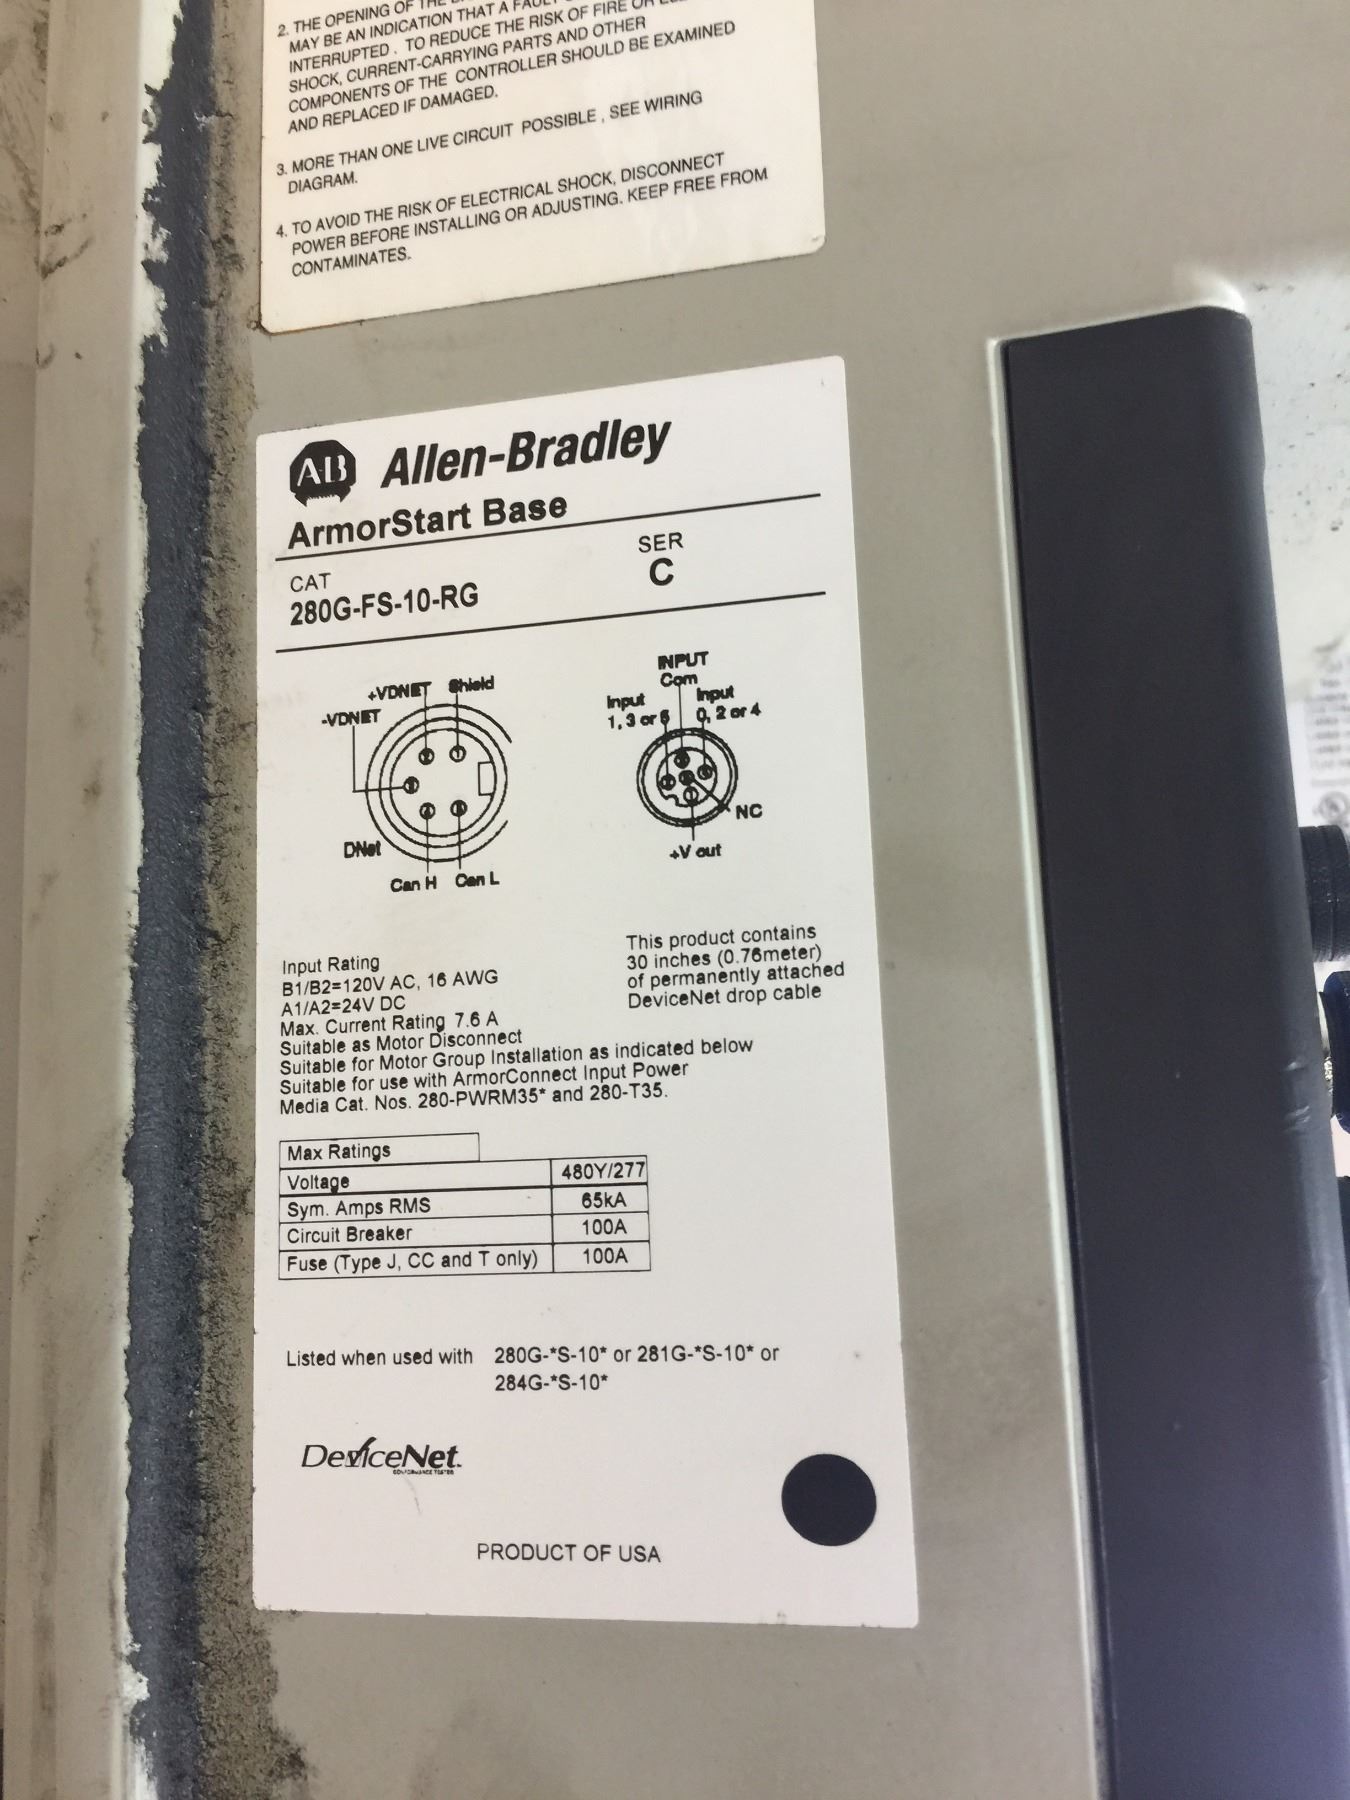 2. THE OPENING OF THE
MAY BE AN INDICATION THAT A
INTERRUPTED. TO REDUCE THE RISK OF FIRE OR
SHOCK, CURRENT-CARRYING PARTS AND OTHER
COMPONENTS OF THE CONTROLLER SHOULD BE EXAMINED
AND REPLACED IF DAMAGED.
3. MORE THAN ONE LIVE CIRCUIT POSSIBLE, SEE WIRING
DIAGRAM.
4. TO AVOID THE RISK OF ELECTRICAL SHOCK, DISCONNECT
POWER BEFORE INSTALLING OR ADJUSTING. KEEP FREE FROM
CONTAMINATES.
AB Allen-Bradley
ArmorStart Base
CAT
280G-FS-10-RG
SER
C
+VDNET Shield
-VDNET
2 1
3
4 5
DNet
Can H Can L
INPUT
Com
Input
1, 3 or 5
Input
0, 2 or 4
NC
+V out
Input Rating
B1/B2=120V AC, 16 AWG
A1/A2=24V DC
Max. Current Rating 7.6 A
Suitable as Motor Disconnect
Suitable for Motor Group Installation as indicated below
Suitable for use with ArmorConnect Input Power
Media Cat. Nos. 280-PWRM35* and 280-T35.
This product contains
30 inches (0.76meter)
of permanently attached
DeviceNet drop cable
Max Ratings
Voltage 480Y/277
Sym. Amps RMS 65kA
Circuit Breaker 100A
Fuse (Type J, CC and T only) 100A
Listed when used with 280G-*S-10* or 281G-*S-10* or
284G-*S-10*
DeviceNet
CONFORMANCE TESTED
PRODUCT OF USA